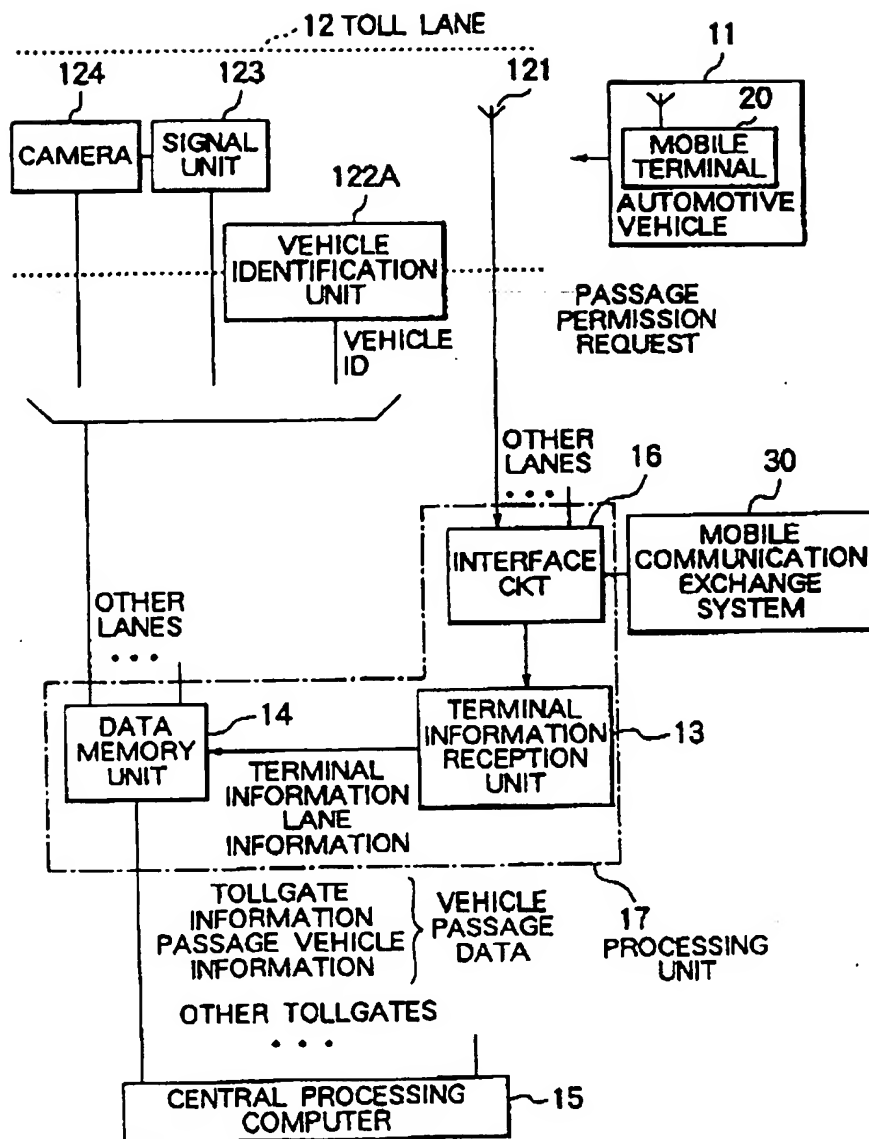 12 TOLL LANE
124
123
121
11
CAMERA
SIGNAL
UNIT
20
MOBILE
TERMINAL
AUTOMOTIVE
VEHICLE
122A
VEHICLE
IDENTIFICATION
UNIT
VEHICLE
ID
PASSAGE
PERMISSION
REQUEST
OTHER
LANES
• • •
16
30
INTERFACE
CKT
MOBILE
COMMUNICATION
EXCHANGE
SYSTEM
OTHER
LANES
• • •
DATA
MEMORY
UNIT
14
TERMINAL
INFORMATION
RECEPTION
UNIT
13
TERMINAL
INFORMATION
LANE
INFORMATION
TOLLGATE
INFORMATION
PASSAGE VEHICLE
INFORMATION
VEHICLE
PASSAGE
DATA
17
PROCESSING
UNIT
OTHER TOLLGATES
• • •
CENTRAL PROCESSING
COMPUTER
15